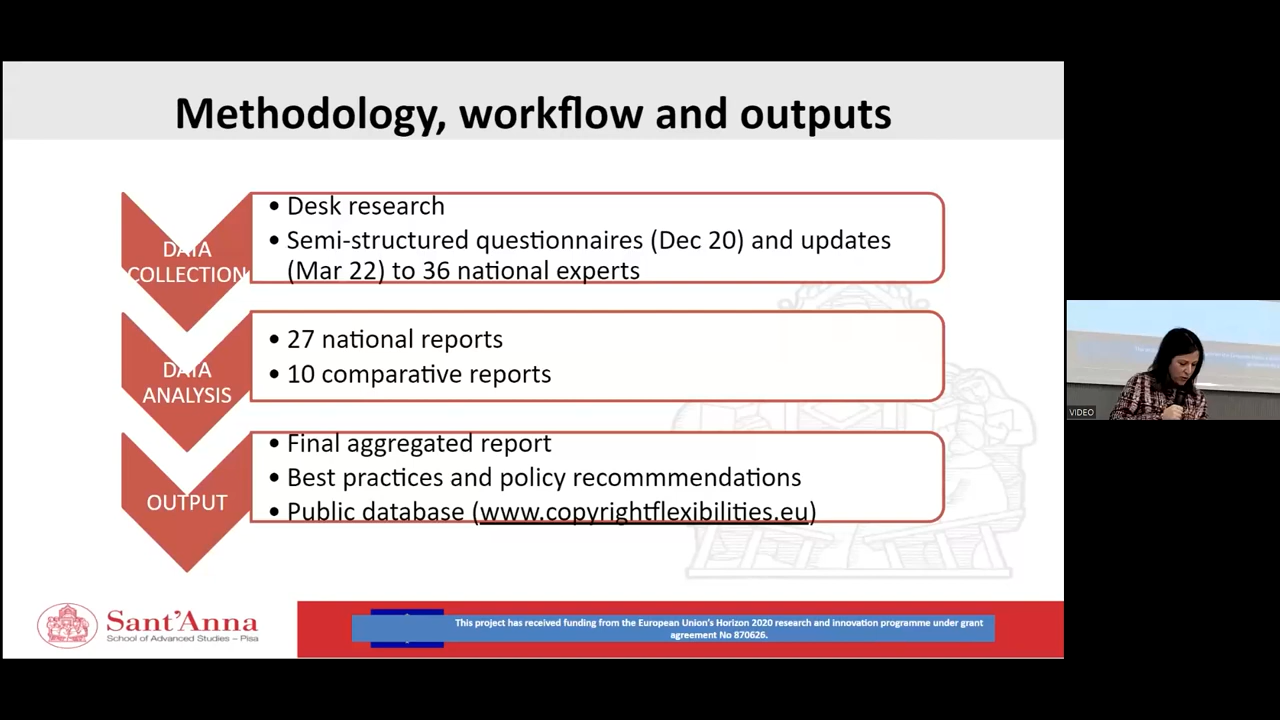 Methodology, workflow and outputs
DATA
COLLECTION
• Desk research
• Semi-structured questionnaires (Dec 20) and updates
(Mar 22) to 36 national experts
DATA
ANALYSIS
• 27 national reports
• 10 comparative reports
OUTPUT
• Final aggregated report
• Best practices and policy recommmendations
• Public database (www.copyrightflexibilities.eu)
Sant'Anna
School of Advanced Studies – Pisa
This project has received funding from the European Union's Horizon 2020 research and innovation programme under grant
agreement No 870626.
VIDEO